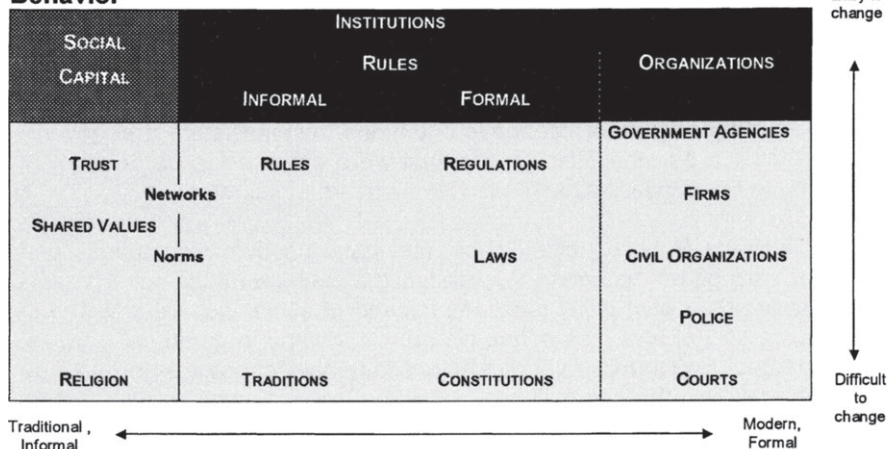 Behavior
change
INSTITUTIONS
SOCIAL
CAPITAL
RULES
ORGANIZATIONS
INFORMAL FORMAL
GOVERNMENT AGENCIES
TRUST RULES REGULATIONS
Networks FIRMS
SHARED VALUES
Norms LAWS CIVIL ORGANIZATIONS
POLICE
RELIGION TRADITIONS CONSTITUTIONS COURTS
Difficult
to
change
Traditional,
Informal
Modern,
Formal